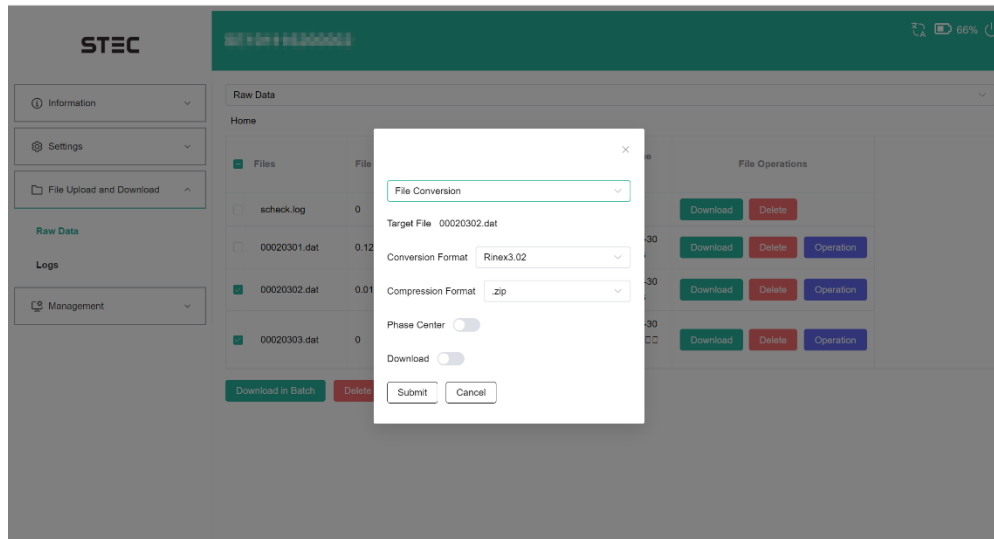 STEC
66%
Information
Settings
File Upload and Download
Raw Data
Logs
Management
Raw Data
Home
Files
File
File Operations
scheck.log
0
Download
Delete
00020301.dat
0.12
-30
Download
Delete
Operation
00020302.dat
0.01
-30
Download
Delete
Operation
00020303.dat
0
-30
Download
Delete
Operation
Download in Batch
Delete
File Conversion
Target File 00020302.dat
Conversion Format Rinex3.02
Compression Format .zip
Phase Center
Download
Submit Cancel